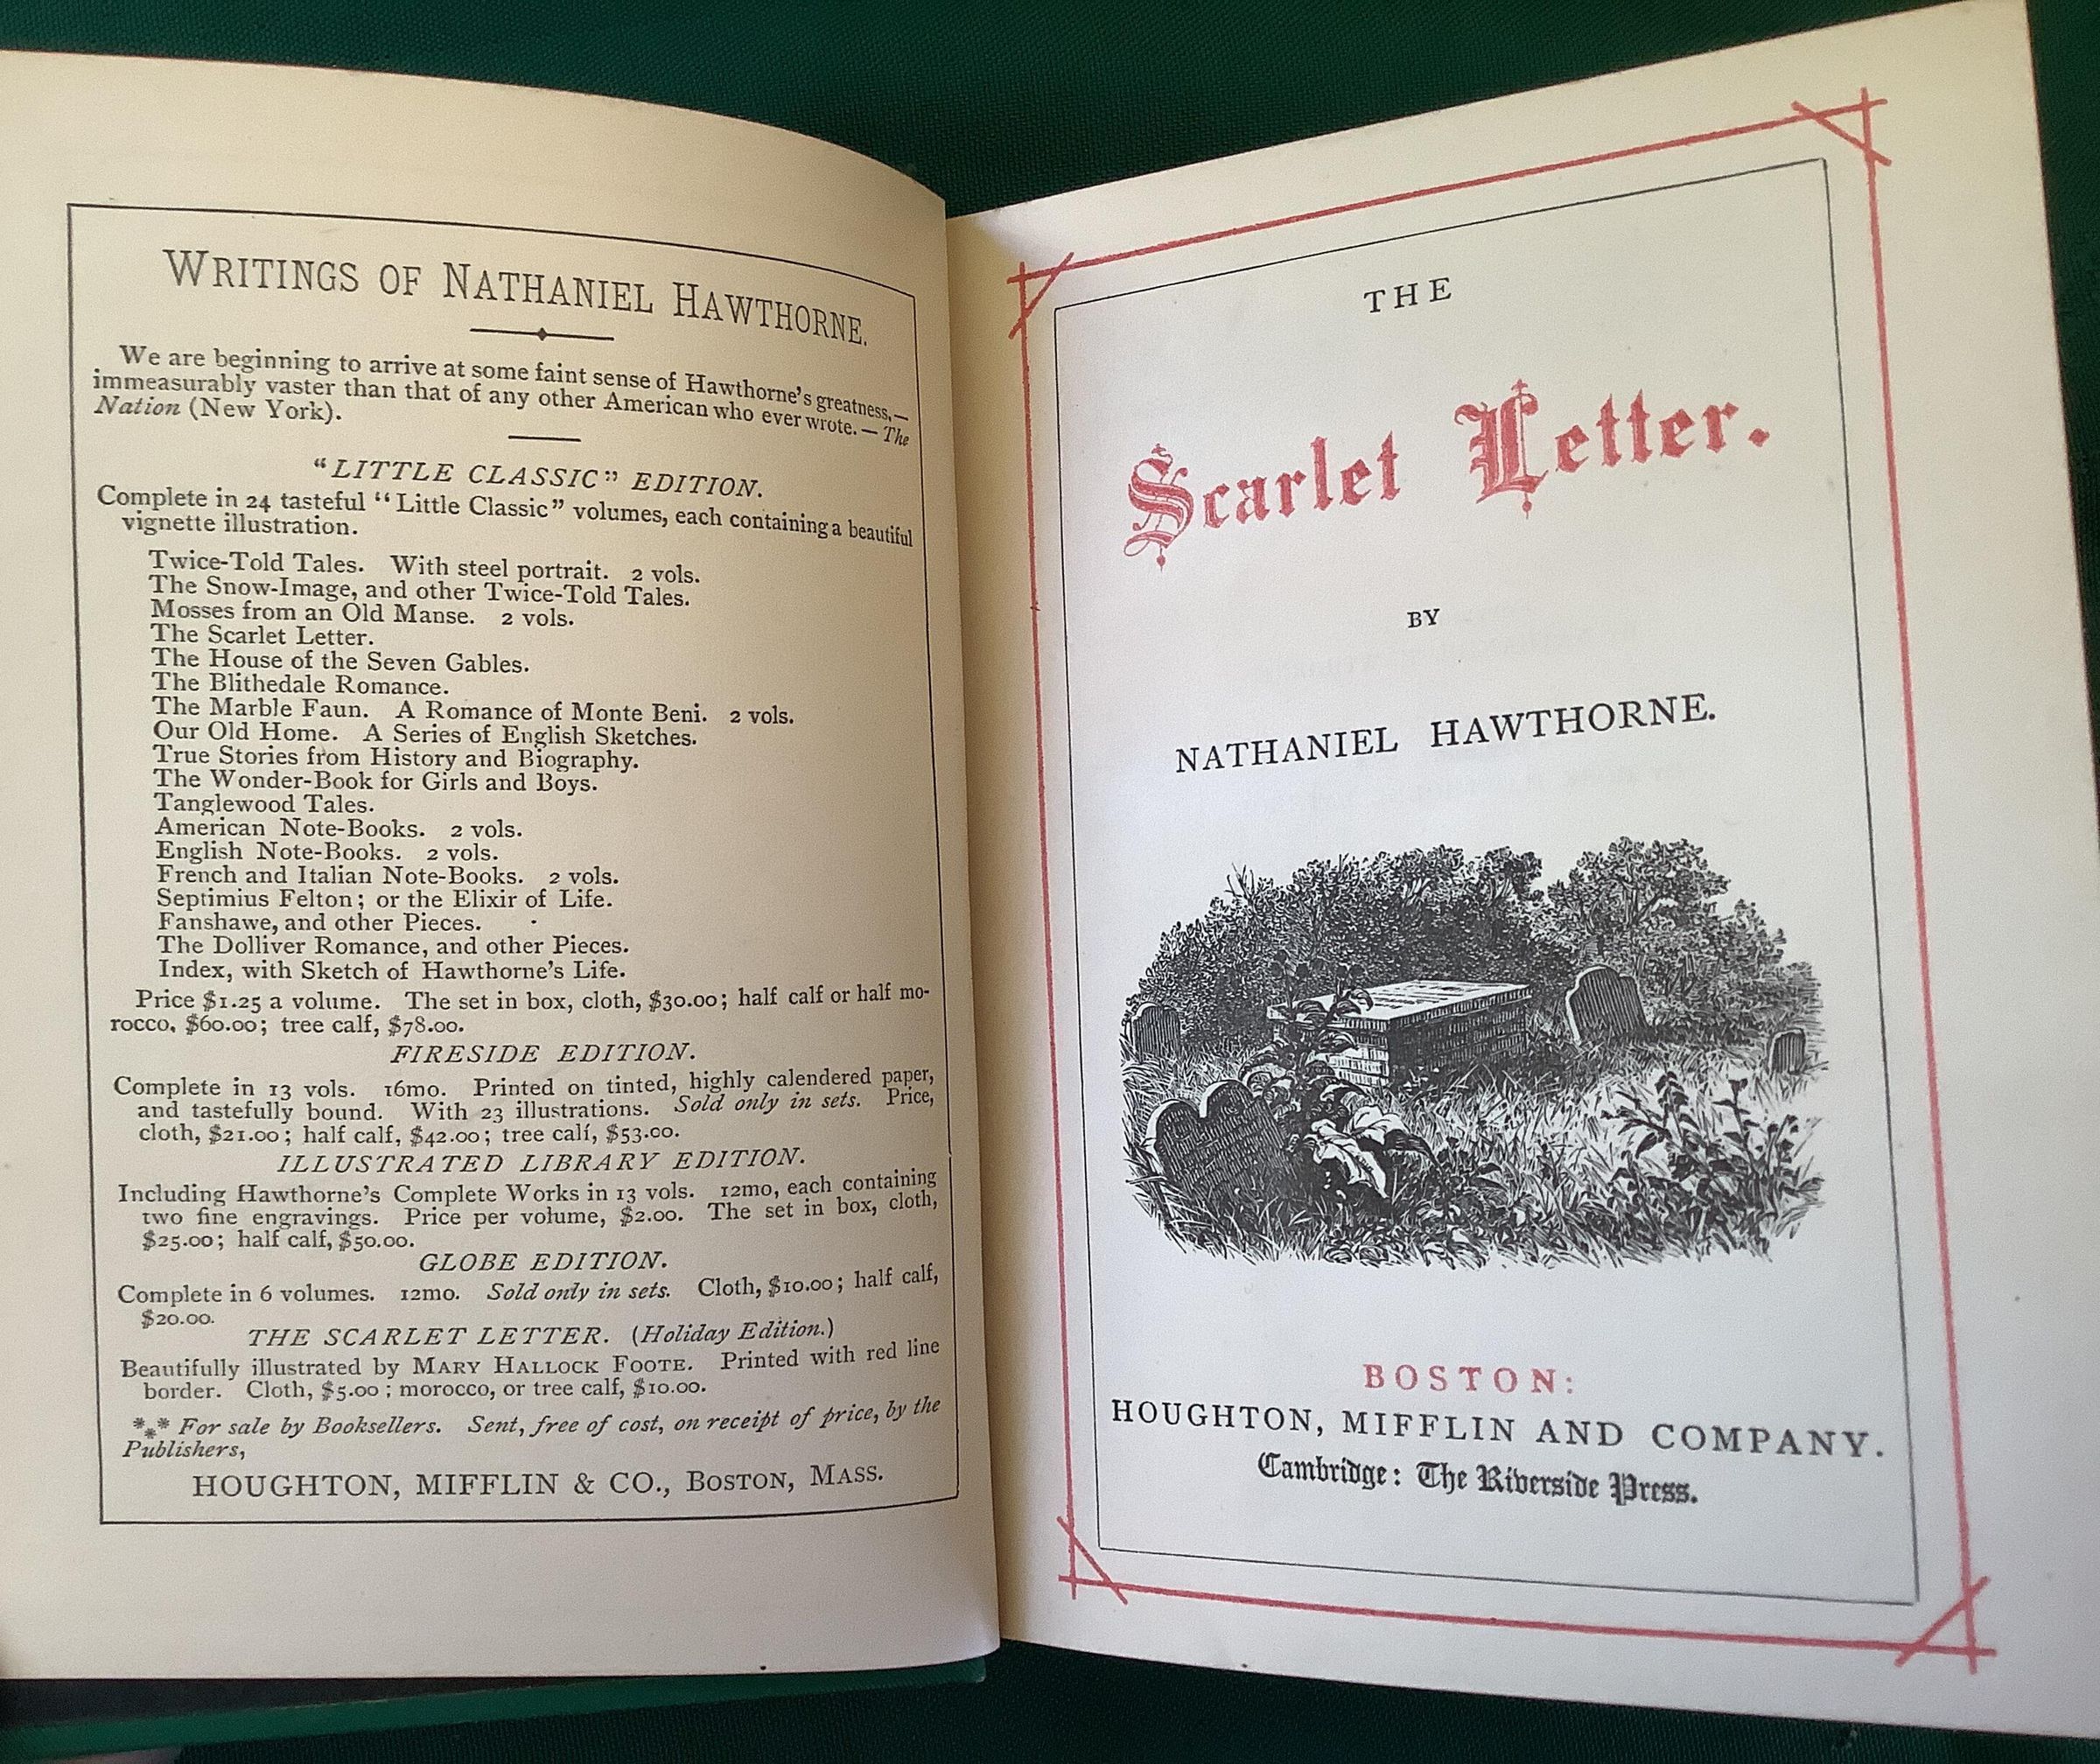 WRITINGS OF NATHANIEL HAWTHORNE.
We are beginning to arrive at some faint sense of Hawthorne's greatness,—
immeasurably vaster than that of any other American who ever wrote. — The
Nation (New York).
"LITTLE CLASSIC" EDITION.
Complete in 24 tasteful "Little Classic" volumes, each containing a beautiful
vignette illustration.
Twice-Told Tales. With steel portrait. 2 vols.
The Snow-Image, and other Twice-Told Tales.
Mosses from an Old Manse. 2 vols.
The Scarlet Letter.
The House of the Seven Gables.
The Blithedale Romance.
The Marble Faun. A Romance of Monte Beni. 2 vols.
Our Old Home. A Series of English Sketches.
True Stories from History and Biography.
The Wonder-Book for Girls and Boys.
Tanglewood Tales.
American Note-Books. 2 vols.
English Note-Books. 2 vols.
French and Italian Note-Books. 2 vols.
Septimius Felton; or the Elixir of Life.
Fanshawe, and other Pieces.
The Dolliver Romance, and other Pieces.
Index, with Sketch of Hawthorne's Life.
Price $1.25 a volume. The set in box, cloth, $30.00; half calf or half mo-
rocco, $60.00; tree calf, $78.00.
FIRESIDE EDITION.
Complete in 13 vols. 16mo. Printed on tinted, highly calendered paper,
and tastefully bound. With 23 illustrations. Sold only in sets. Price,
cloth, $21.00; half calf, $42.00; tree calf, $53.00.
ILLUSTRATED LIBRARY EDITION.
Including Hawthorne's Complete Works in 13 vols. 12mo, each containing
two fine engravings. Price per volume, $2.00. The set in box, cloth,
$25.00; half calf, $50.00.
GLOBE EDITION.
Complete in 6 volumes. 12mo. Sold only in sets. Cloth, $10.00; half calf,
$20.00.
THE SCARLET LETTER. (Holiday Edition.)
Beautifully illustrated by MARY HALLOCK FOOTE. Printed with red line
border. Cloth, $5.00; morocco, or tree calf, $10.00.
*** For sale by Booksellers. Sent, free of cost, on receipt of price, by the
Publishers,
HOUGHTON, MIFFLIN & CO., BOSTON, MASS.
THE
Scarlet Letter.
BY
NATHANIEL HAWTHORNE.
BOSTON:
HOUGHTON, MIFFLIN AND COMPANY.
Cambridge: The Riverside Press.